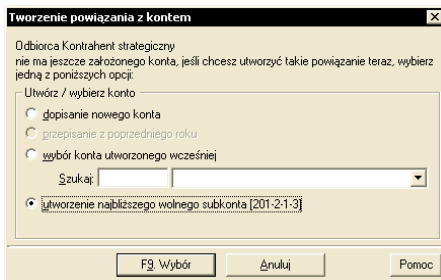 Tworzenie powiązania z kontem
Odbiorca Kontrahent strategiczny
nie ma jeszcze założonego konta, jeśli chcesz utworzyć takie powiązanie teraz, wybierz
jedną z poniższych opcji:
Utwórz / wybierz konto
dopisanie nowego konta
przepisanie z poprzedniego roku
wybór konta utworzonego wcześniej
Szukaj:
utworzenie najbliższego wolnego subkonta [201-2-1-3]
F9. Wybór Anuluj Pomoc